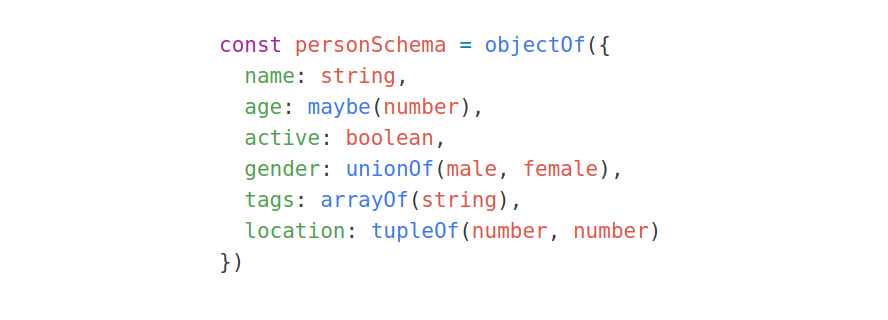 const personSchema = objectOf({
  name: string,
  age: maybe(number),
  active: boolean,
  gender: unionOf(male, female),
  tags: arrayOf(string),
  location: tupleOf(number, number)
})